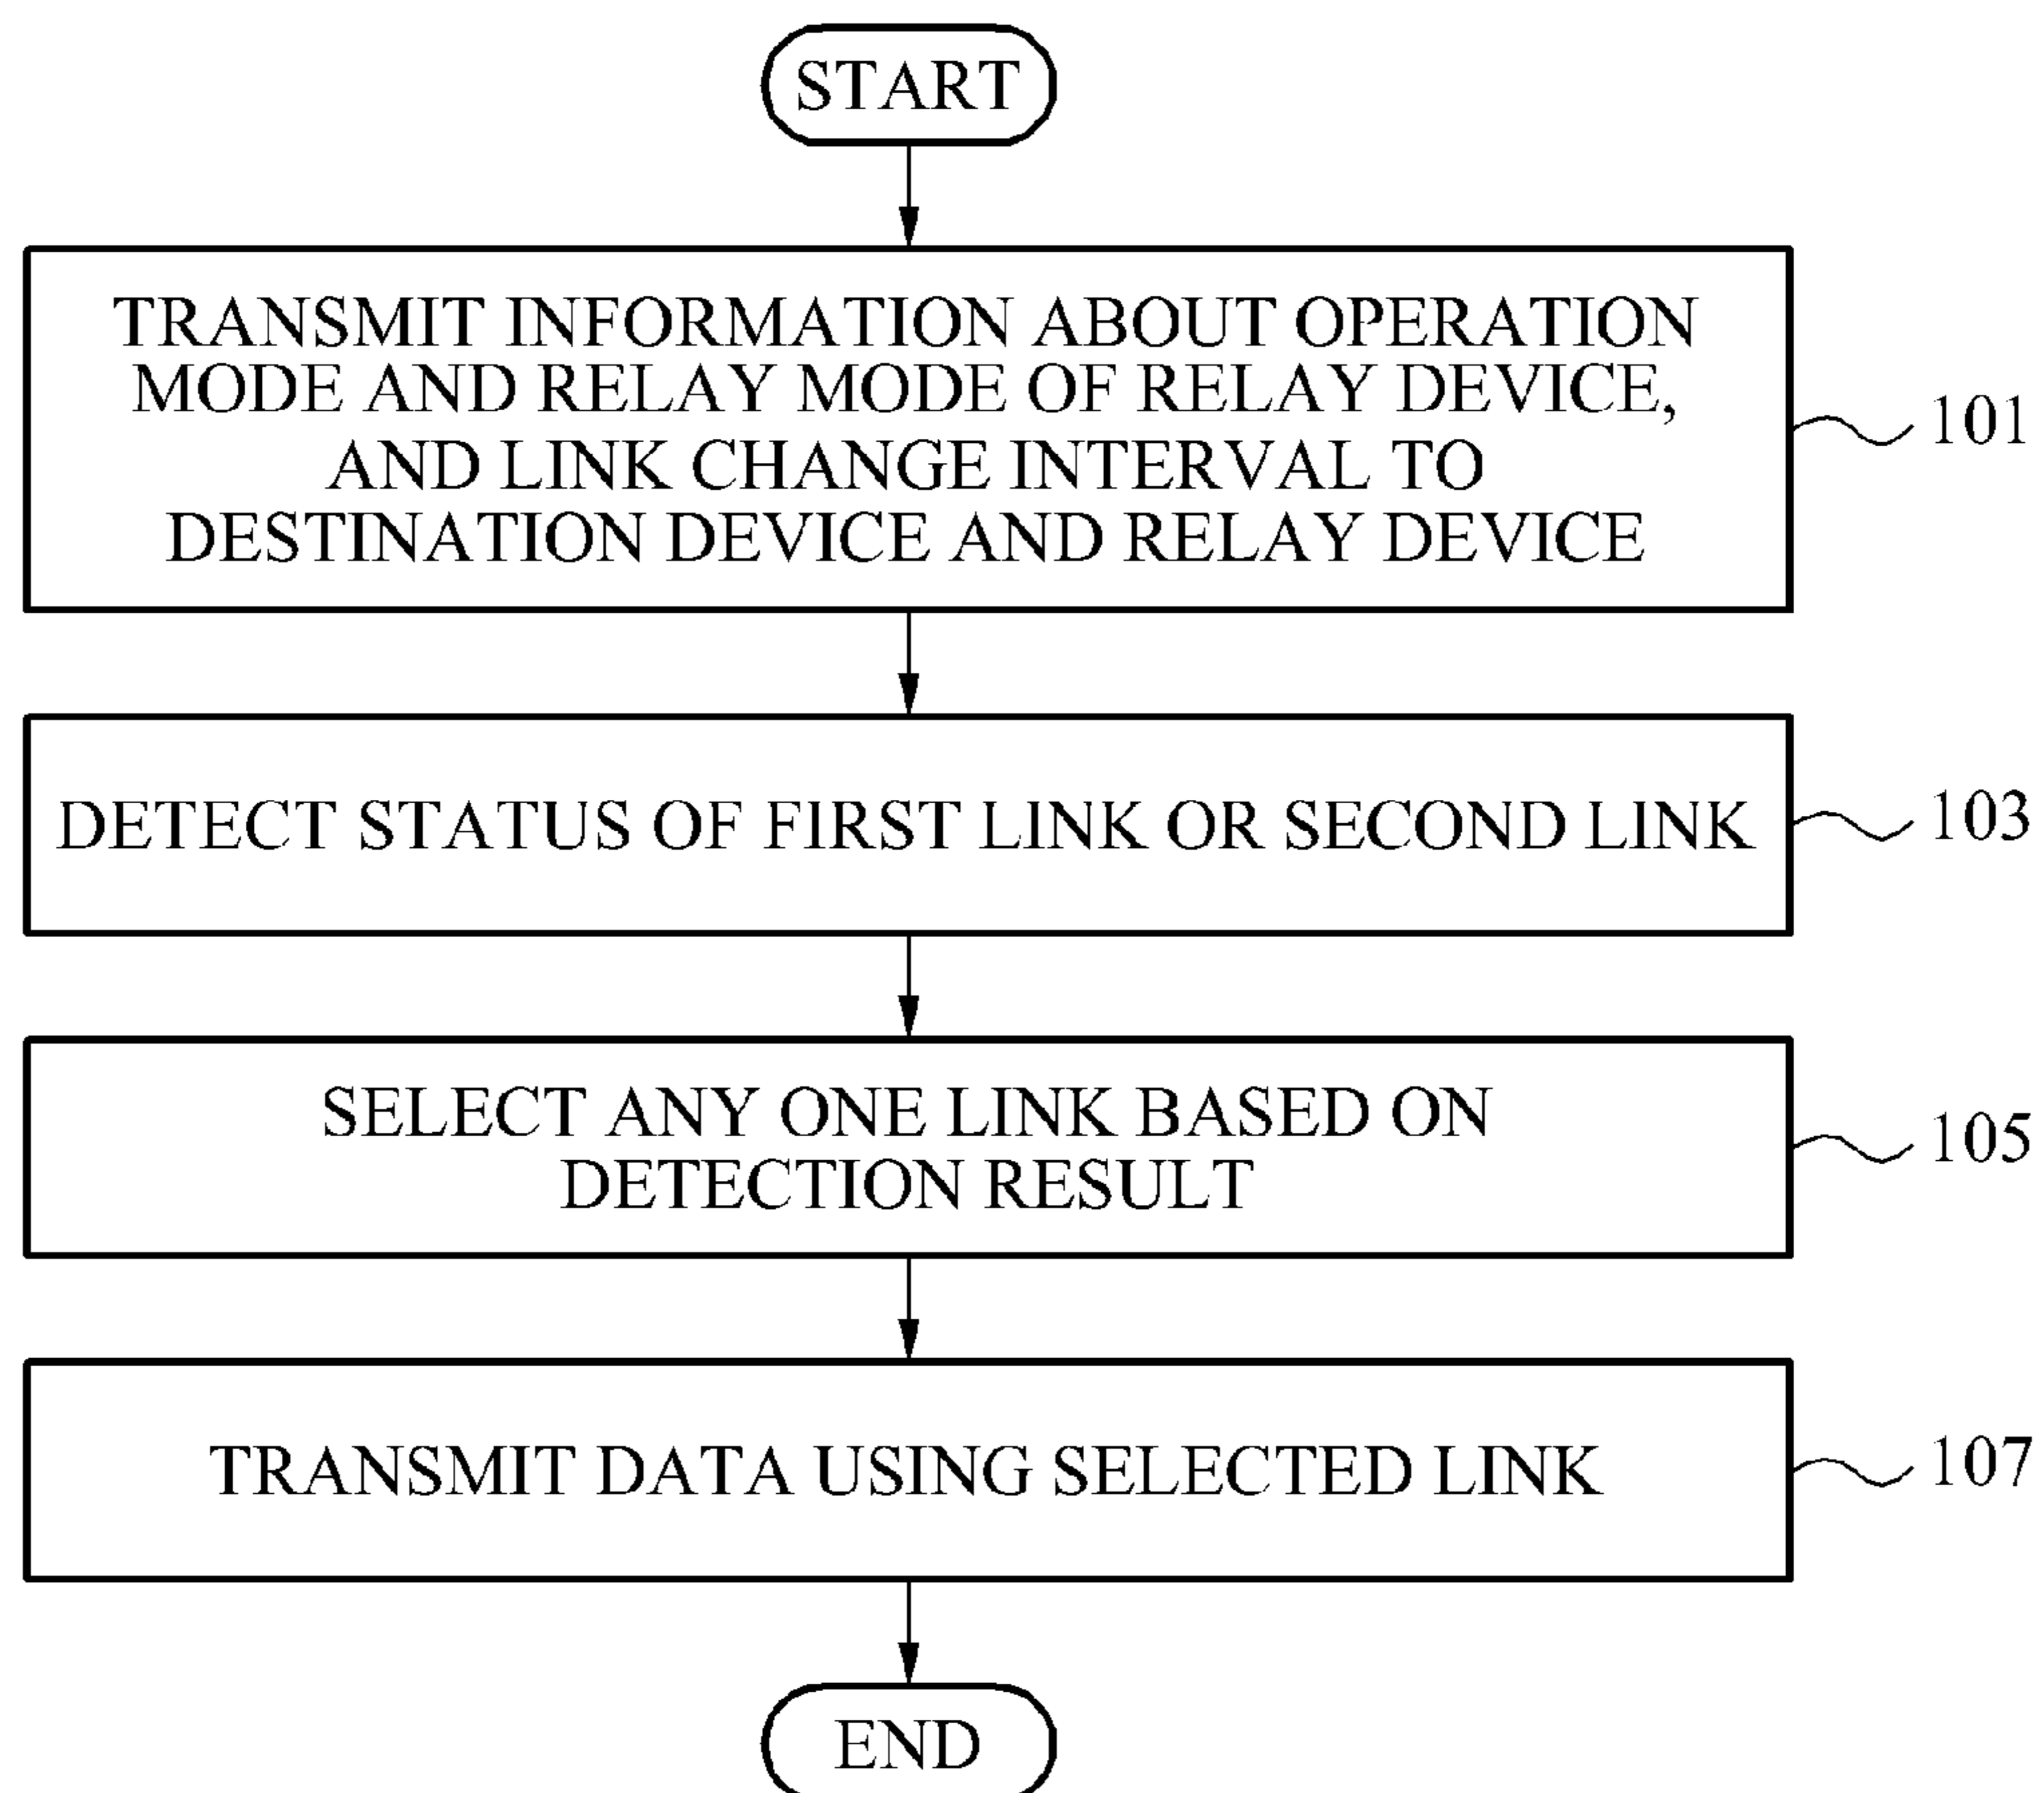 START
TRANSMIT INFORMATION ABOUT OPERATION
MODE AND RELAY MODE OF RELAY DEVICE,
AND LINK CHANGE INTERVAL TO
DESTINATION DEVICE AND RELAY DEVICE
101
DETECT STATUS OF FIRST LINK OR SECOND LINK
103
SELECT ANY ONE LINK BASED ON
DETECTION RESULT
105
TRANSMIT DATA USING SELECTED LINK
107
END